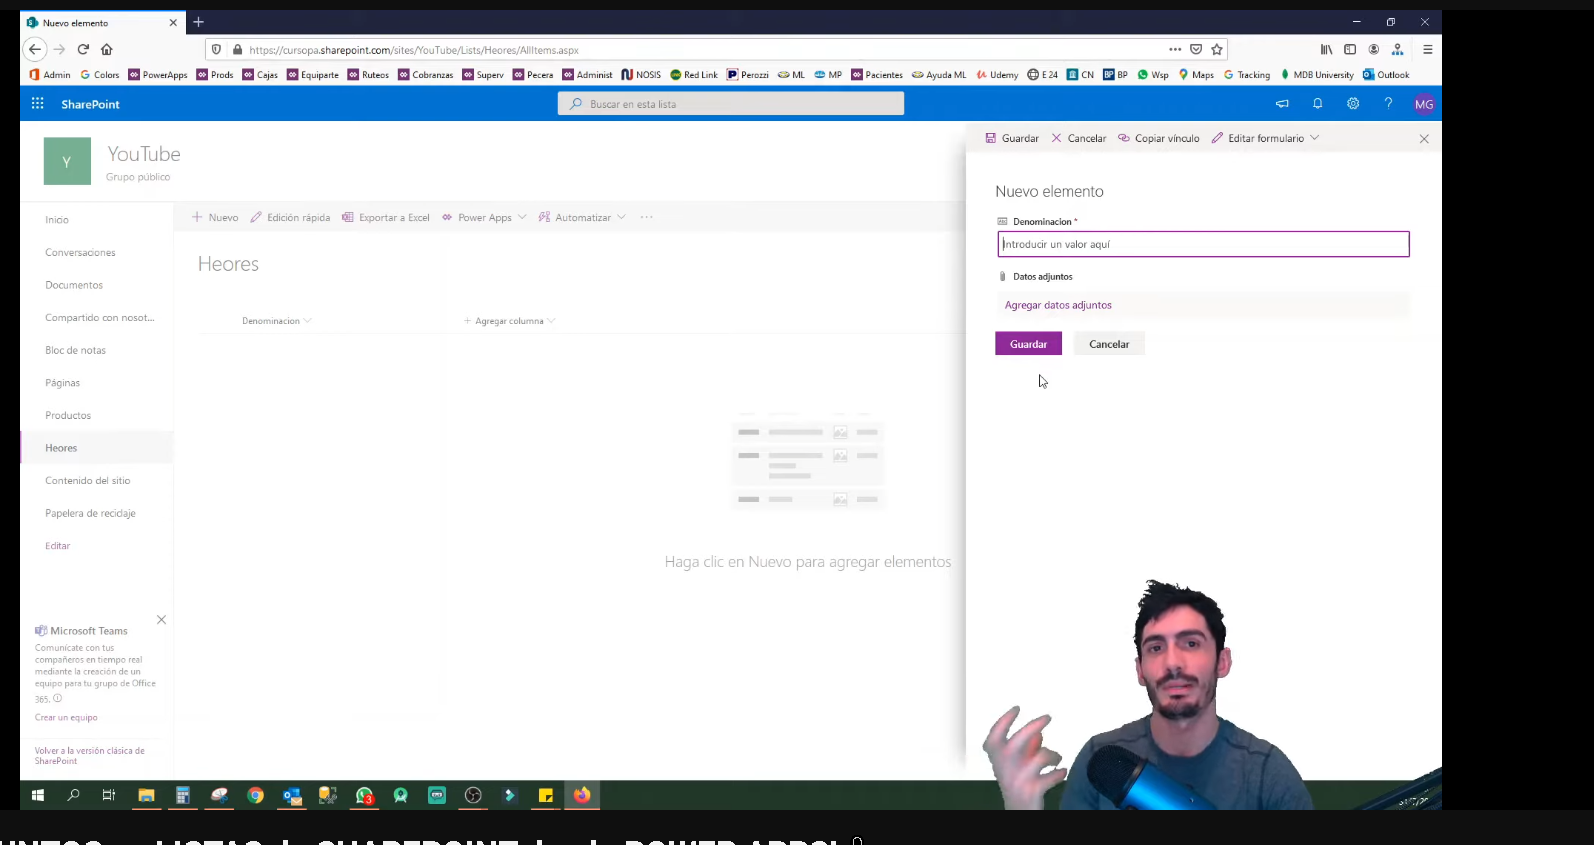 Nuevo elemento
https://cursopa.sharepoint.com/sites/YouTube/Lists/Heores/AllItems.aspx
Admin Colors PowerApps Prods Cajas Equiparte Ruteos Cobranzas Superv Pecera Administ NOSIS Red Link Perozzi ML MP Pacientes Ayuda ML Udemy E 24 CN BP Wsp Maps Tracking MDB University Outlook
SharePoint
Buscar en esta lista
MG
Y
YouTube
Grupo público
Guardar Cancelar Copiar vínculo Editar formulario
Inicio
Conversaciones
Documentos
Compartido con nosot...
Bloc de notas
Páginas
Productos
Heores
Contenido del sitio
Papelera de reciclaje
Editar
Nuevo Edición rápida Exportar a Excel Power Apps Automatizar
Heores
Denominacion Agregar columna
Haga clic en Nuevo para agregar elementos
Nuevo elemento
Denominacion *
Introducir un valor aquí
Datos adjuntos
Agregar datos adjuntos
Guardar Cancelar
Microsoft Teams
Comunícate con tus
compañeros en tiempo real
mediante la creación de un
equipo para tu grupo de Office
365.
Crear un equipo
Volver a la versión clásica de
SharePoint
3